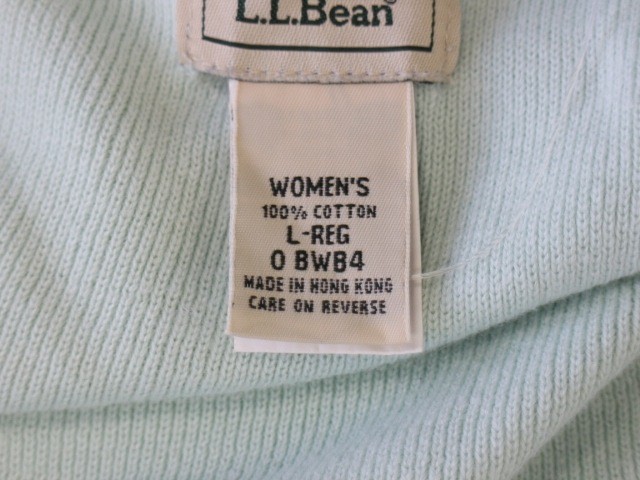 L.L.Bean®
WOMEN'S
100% COTTON
L-REG
0 BWB4
MADE IN HONG KONG
CARE ON REVERSE